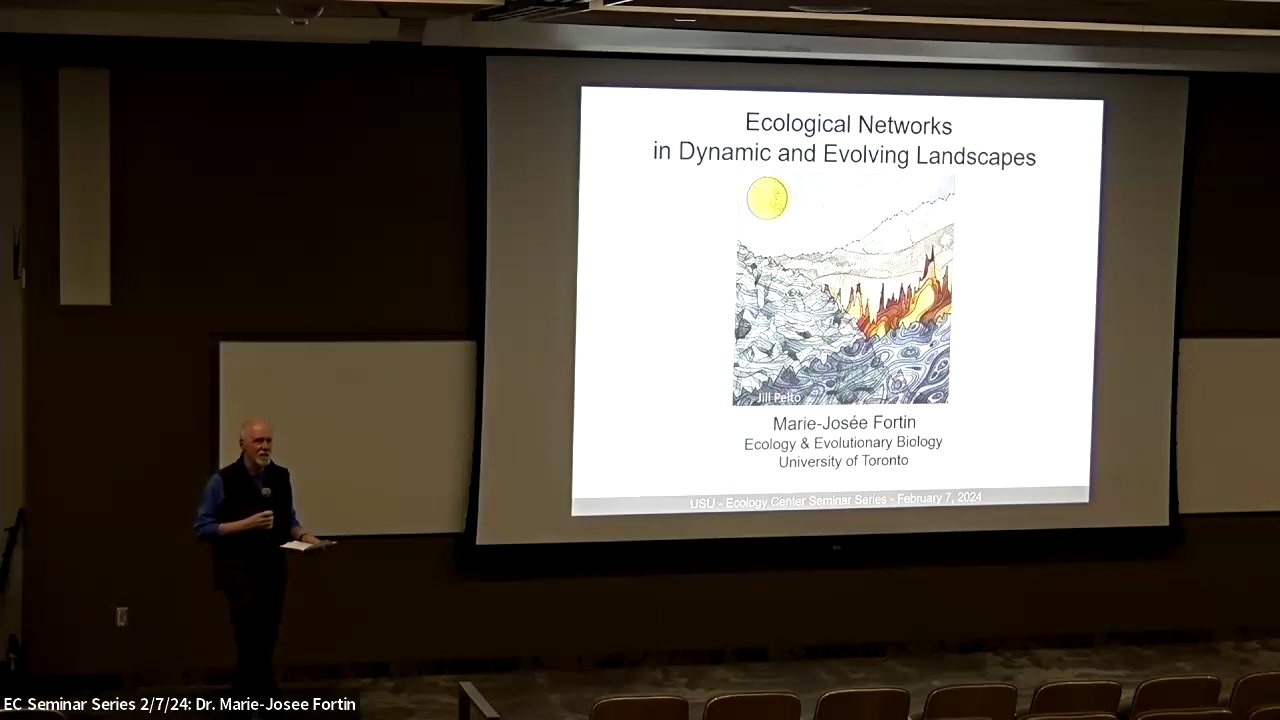 Ecological Networks
in Dynamic and Evolving Landscapes
Jill Pelto
Marie-Josée Fortin
Ecology & Evolutionary Biology
University of Toronto
USU - Ecology Center Seminar Series - February 7, 2024
EC Seminar Series 2/7/24: Dr. Marie-Josee Fortin